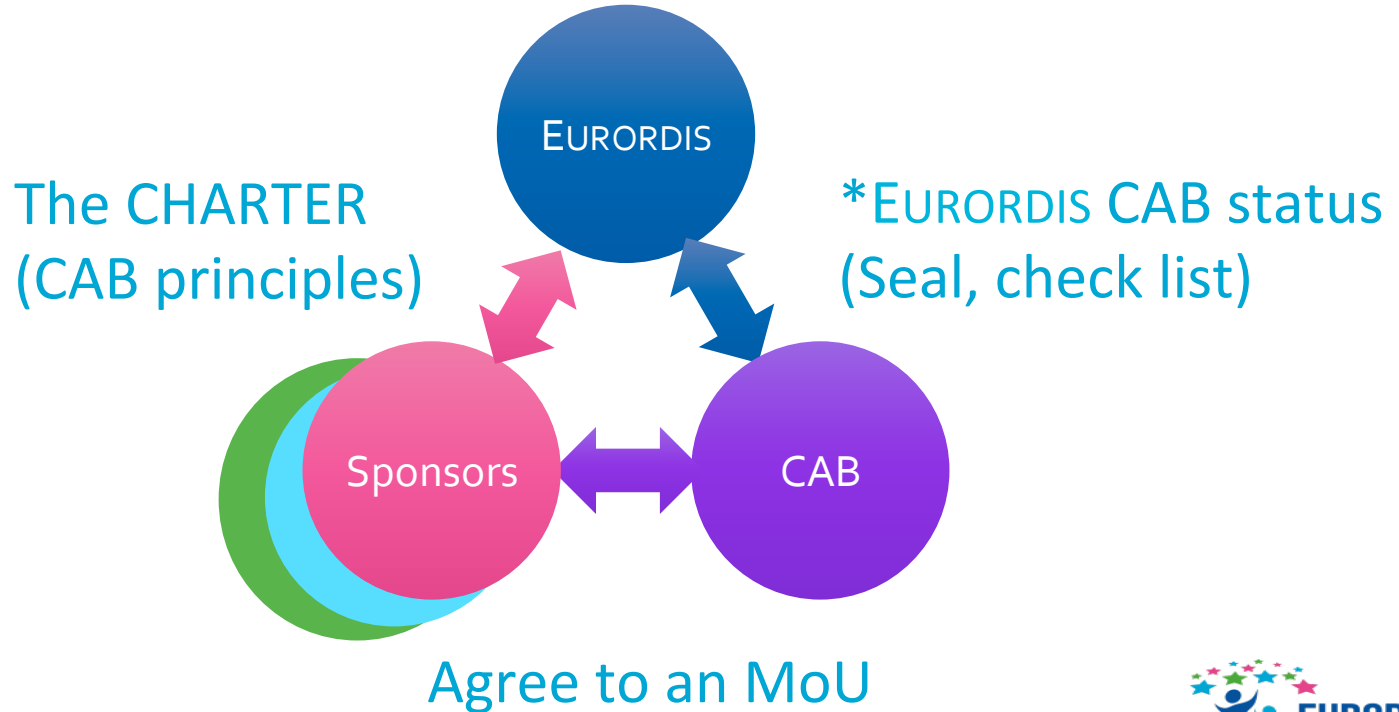 EURORDIS
The CHARTER
(CAB principles)
*EURORDIS CAB status
(Seal, check list)
Sponsors
CAB
Agree to an MoU